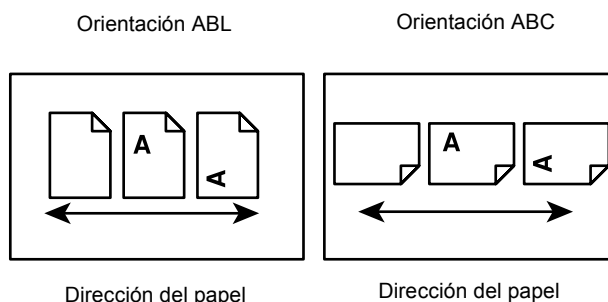 Orientación ABL
Orientación ABC
A
A
A
A
Dirección del papel
Dirección del papel